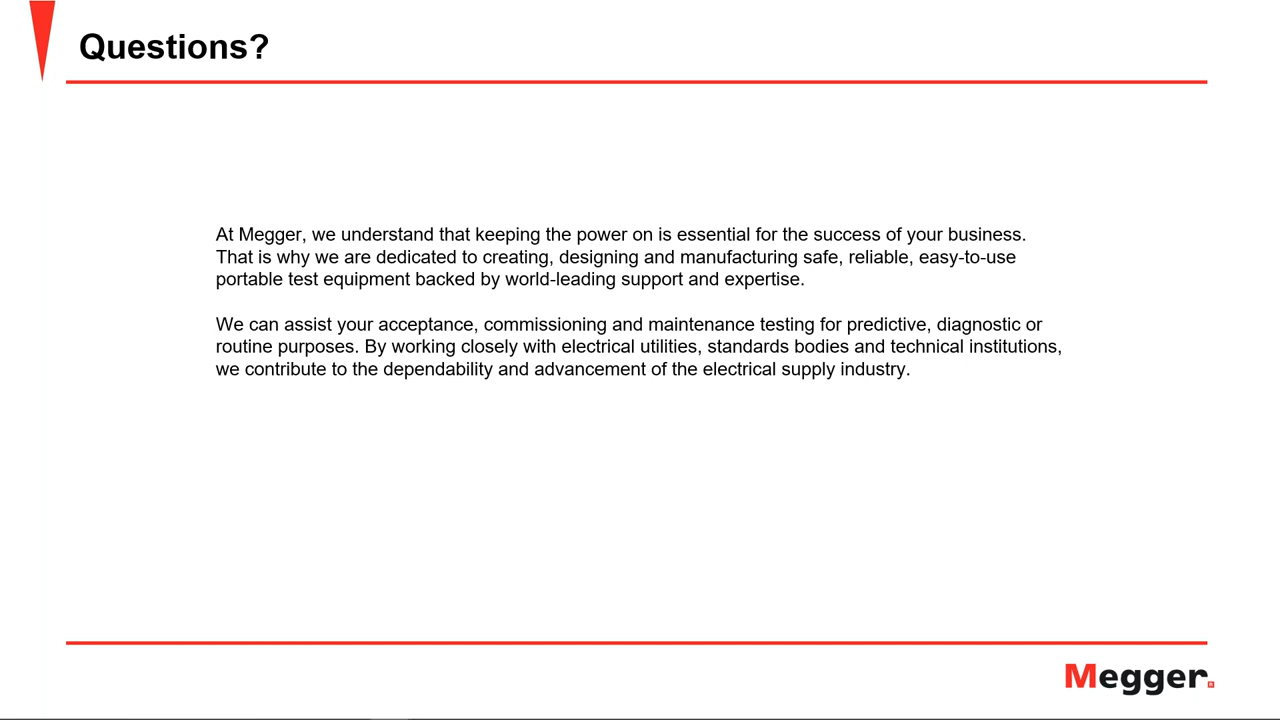 Questions?
At Megger, we understand that keeping the power on is essential for the success of your business.
That is why we are dedicated to creating, designing and manufacturing safe, reliable, easy-to-use
portable test equipment backed by world-leading support and expertise.
We can assist your acceptance, commissioning and maintenance testing for predictive, diagnostic or
routine purposes. By working closely with electrical utilities, standards bodies and technical institutions,
we contribute to the dependability and advancement of the electrical supply industry.
Megger.